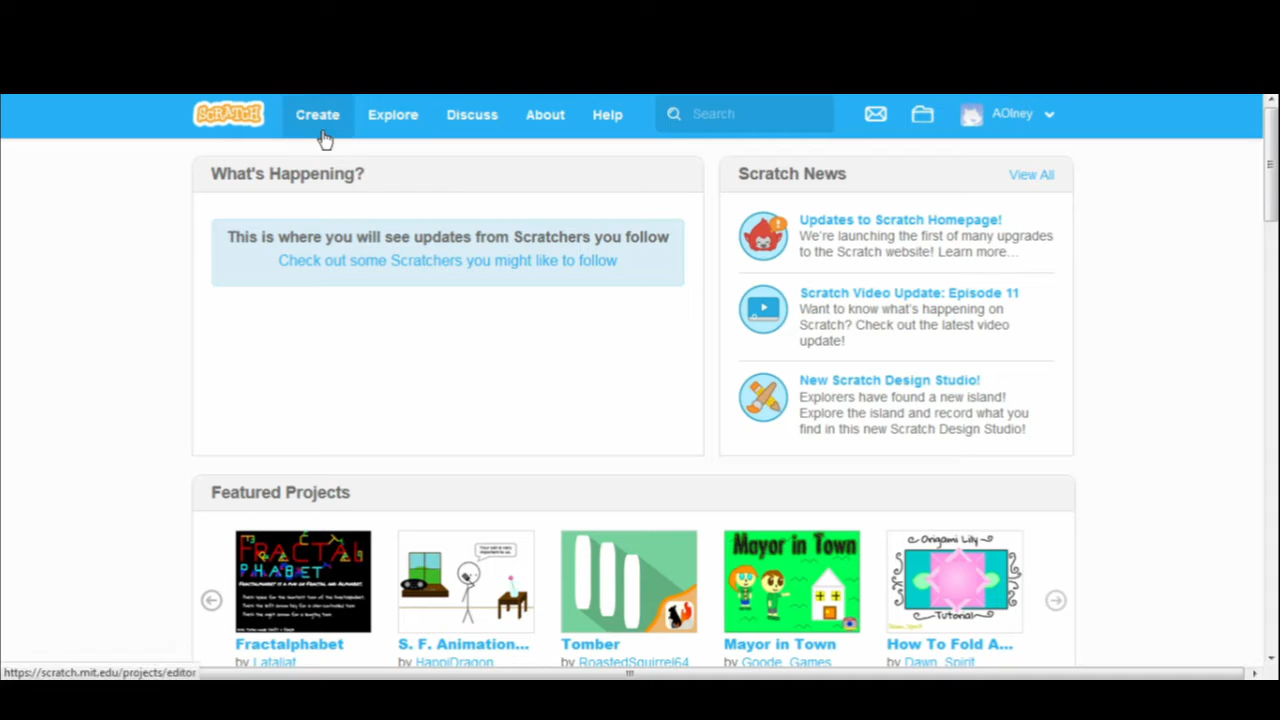 SCRATCH Create Explore Discuss About Help Search AOlney
What's Happening?
This is where you will see updates from Scratchers you follow
Check out some Scratchers you might like to follow
Scratch News View All
Updates to Scratch Homepage!
We're launching the first of many upgrades
to the Scratch website! Learn more...
Scratch Video Update: Episode 11
Want to know what's happening on
Scratch? Check out the latest video
update!
New Scratch Design Studio!
Explorers have found a new island!
Explore the island and record what you
find in this new Scratch Design Studio!
Featured Projects
FRACTAL
PHABET
Mayor in Town
Origami Lily
Tutorial
Fractalphabet
by Lataliat
S. F. Animation...
by HappiDragon
Tomber
by RoastedSquirrel64
Mayor in Town
by Goode_Games
How To Fold A...
by Dawn_Spirit
https://scratch.mit.edu/projects/editor